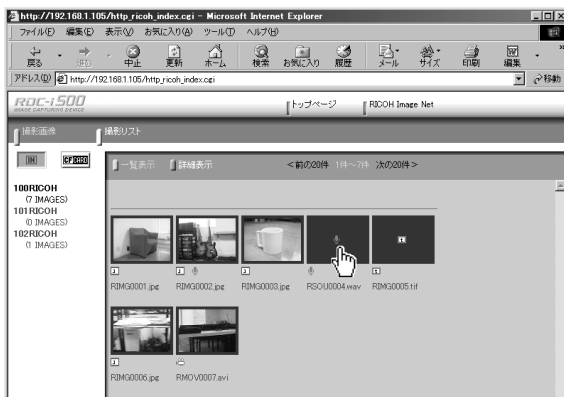 http://192.168.1.105/http_ricoh_index.cgi - Microsoft Internet Explorer
ファイル(F) 編集(E) 表示(V) お気に入り(A) ツール(T) ヘルプ(H)
戻る 進む 中止 更新 ホーム 検索 お気に入り 履歴 メール サイズ 印刷 編集 »
アドレス(D) http://192.168.1.105/http_ricoh_index.cgi 移動
RDC-i500
IMAGE CAPTURING DEVICE
トップページ RICOH Image Net
撮影画像 撮影リスト
IN CF CARD
一覧表示 詳細表示 <前の20件 1件～7件 次の20件>
100RICOH
(7 IMAGES)
101RICOH
(0 IMAGES)
102RICOH
(1 IMAGES)
RIMG0001.jpg RIMG0002.jpg RIMG0003.jpg RSOU0004.wav RIMG0005.tif
RIMG0006.jpg RMOV0007.avi